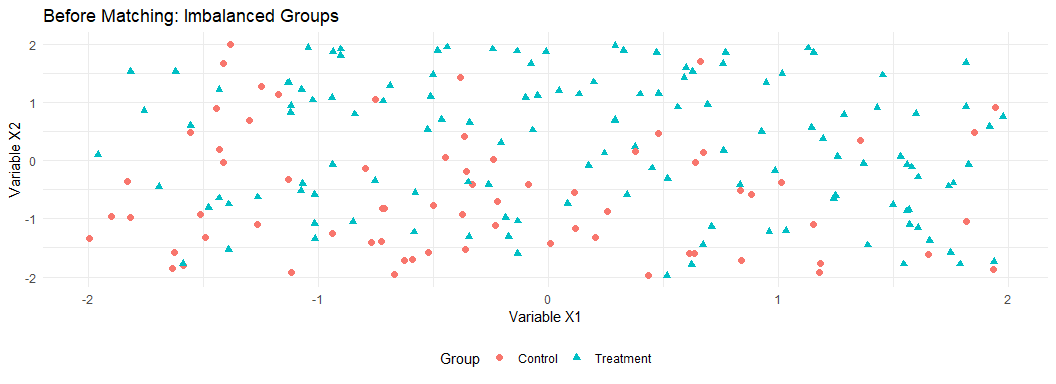 Before Matching: Imbalanced Groups
2
1
0
-1
-2
Variable X2
-2
-1
0
1
2
Variable X1
Group
Control
Treatment